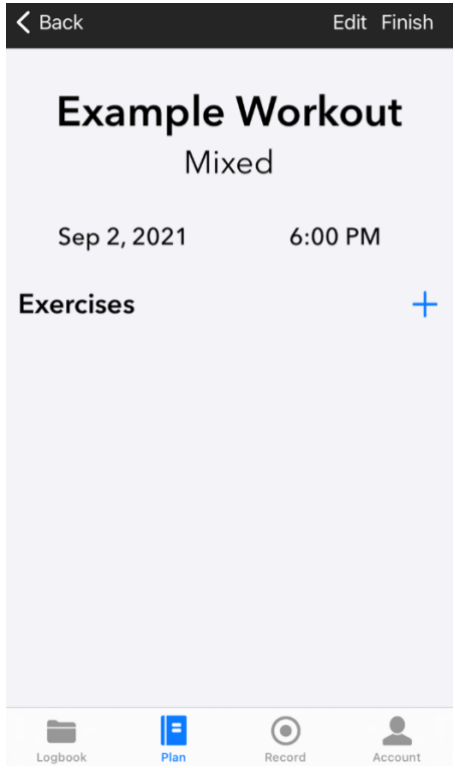 Back Edit Finish
Example Workout
Mixed
Sep 2, 2021 6:00 PM
Exercises +
Logbook Plan Record Account